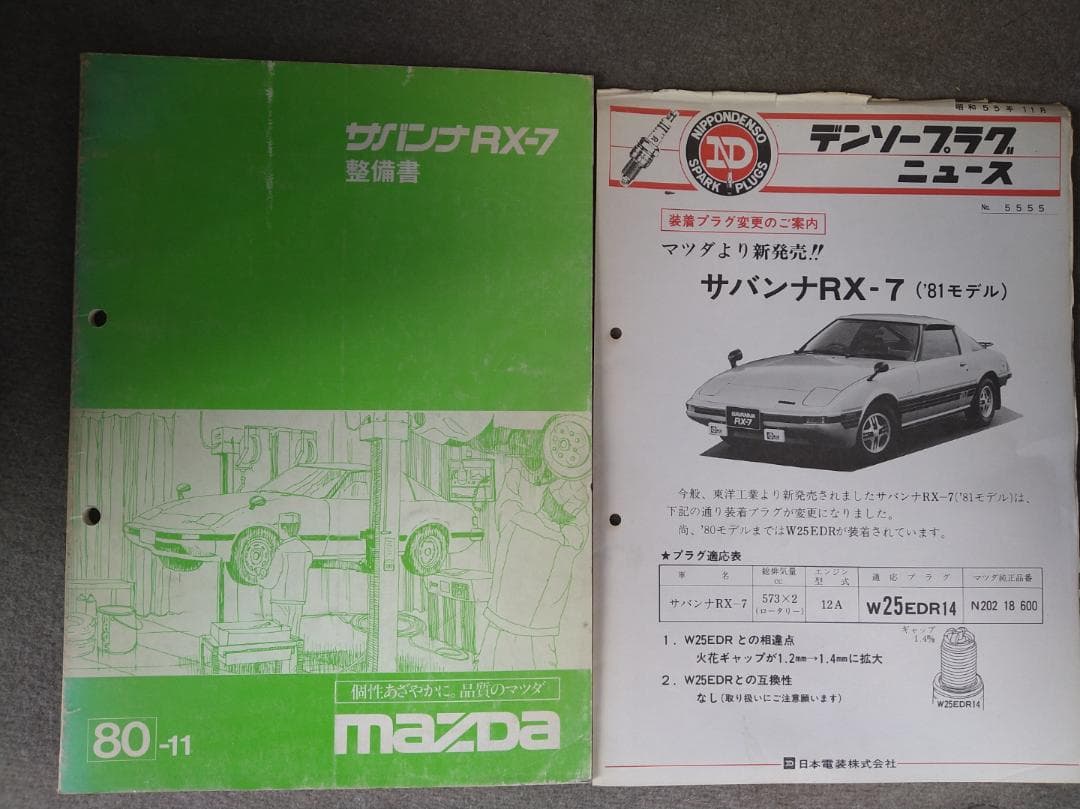 サバンナRX-7
整備書
個性あざやかに。品質のマツダ
mazda
80-11
昭和55年11月
NIPPONDENSO
ND
SPARK PLUGS
デンソープラグ
ニュース
№ 5555
装着プラグ変更のご案内
マツダより新発売!!
サバンナRX-7('81モデル)
SAVANNA
RX-7
今般、東洋工業より新発売されましたサバンナRX-7('81モデル)は、
下記の通り装着プラグが変更になりました。
尚、'80モデルまではW25EDRが装着されています。
★プラグ適応表
車名 総排気量cc エンジン型式 適応プラグ マツダ純正品番
サバンナRX-7 573×2(ロータリー) 12A W25EDR14 N202 18 600
1. W25EDRとの相違点
火花ギャップが1.2mm→1.4mmに拡大
2. W25EDRとの互換性
なし(取り扱いにご注意願います)
ギャップ
1.4mm
W25EDR14
ND 日本電装株式会社